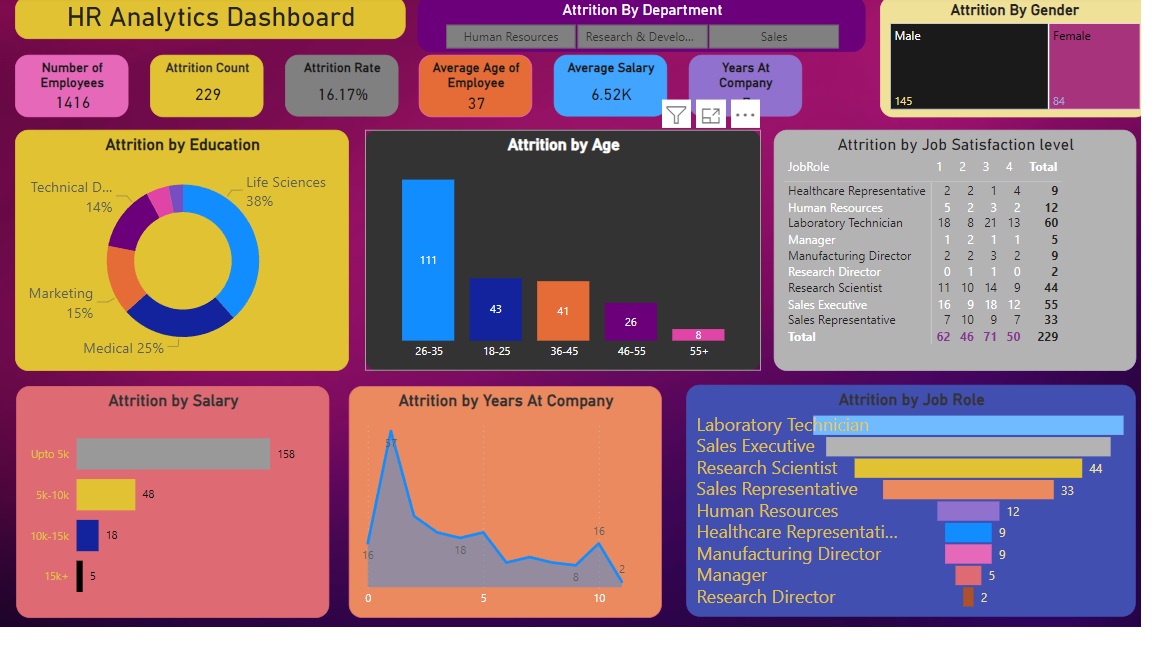 HR Analytics Dashboard
Attrition By Department
Human Resources
Research & Develo...
Sales
Attrition By Gender
Male
145
Female
84
Number of
Employees
1416
Attrition Count
229
Attrition Rate
16.17%
Average Age of
Employee
37
Average Salary
6.52K
Years At
Company
Attrition by Education
Life Sciences
38%
Technical D...
14%
Marketing
15%
Medical 25%
Attrition by Age
111
43
41
26
8
26-35 18-25 36-45 46-55 55+
Attrition by Job Satisfaction level
JobRole 1 2 3 4 Total
Healthcare Representative 2 2 1 4 9
Human Resources 5 2 3 2 12
Laboratory Technician 18 8 21 13 60
Manager 1 2 1 1 5
Manufacturing Director 2 2 3 2 9
Research Director 0 1 1 0 2
Research Scientist 11 10 14 9 44
Sales Executive 16 9 18 12 55
Sales Representative 7 10 9 7 33
Total 62 46 71 50 229
Attrition by Salary
Upto 5k 158
5k-10k 48
10k-15k 18
15k+ 5
Attrition by Years At Company
57
16
18
8
16
2
0 5 10
Attrition by Job Role
Laboratory Technician
Sales Executive
Research Scientist 44
Sales Representative 33
Human Resources 12
Healthcare Representati... 9
Manufacturing Director 9
Manager 5
Research Director 2